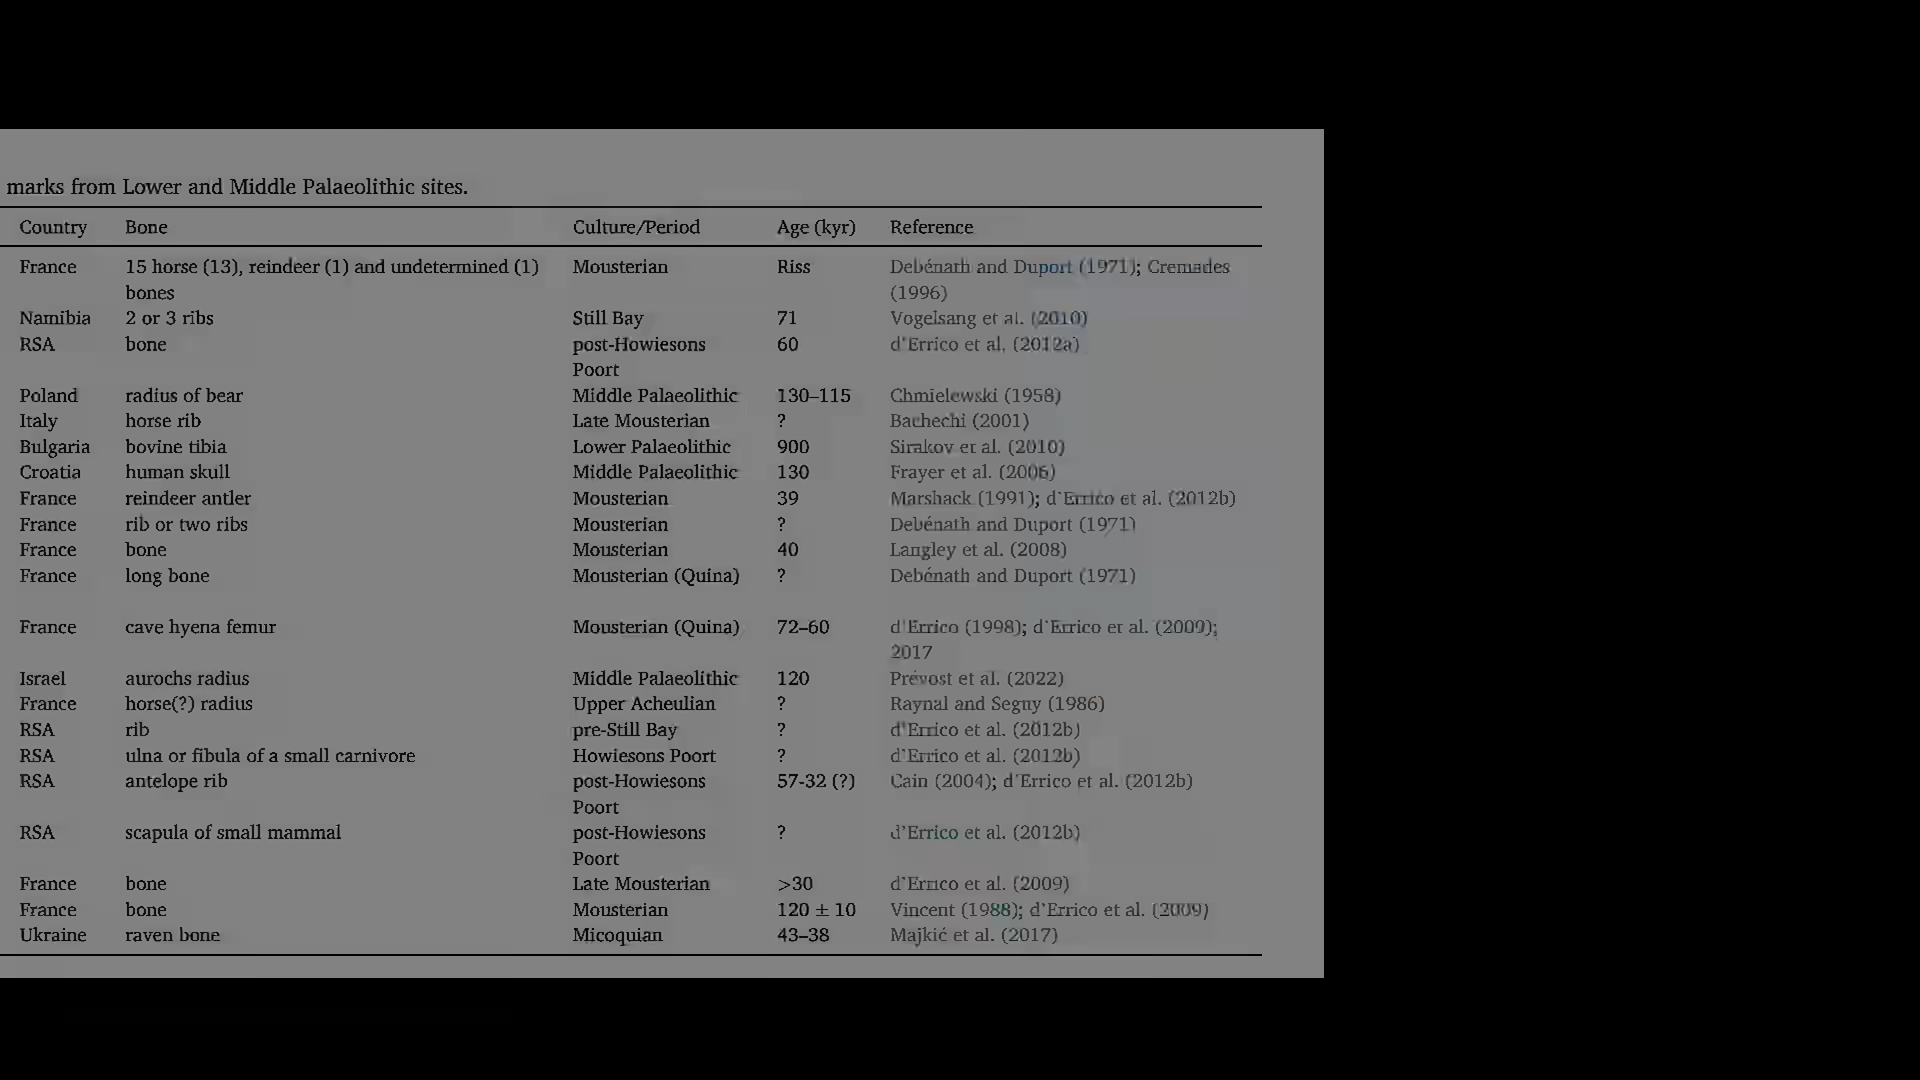 marks from Lower and Middle Palaeolithic sites.
Country Bone Culture/Period Age (kyr) Reference
France 15 horse (13), reindeer (1) and undetermined (1) Mousterian Riss Debénath and Duport (1971); Cremades
bones (1996)
Namibia 2 or 3 ribs Still Bay 71 Vogelsang et al. (2010)
RSA bone post-Howiesons 60 d'Errico et al. (2012a)
Poort
Poland radius of bear Middle Palaeolithic 130–115 Chmielewski (1958)
Italy horse rib Late Mousterian ? Bachechi (2001)
Bulgaria bovine tibia Lower Palaeolithic 900 Sirakov et al. (2010)
Croatia human skull Middle Palaeolithic 130 Frayer et al. (2006)
France reindeer antler Mousterian 39 Marshack (1991); d'Errico et al. (2012b)
France rib or two ribs Mousterian ? Debénath and Duport (1971)
France bone Mousterian 40 Langley et al. (2008)
France long bone Mousterian (Quina) ? Debénath and Duport (1971)
France cave hyena femur Mousterian (Quina) 72–60 d'Errico (1998); d'Errico et al. (2009);
2017
Israel aurochs radius Middle Palaeolithic 120 Prévost et al. (2022)
France horse(?) radius Upper Acheulian ? Raynal and Seguy (1986)
RSA rib pre-Still Bay ? d'Errico et al. (2012b)
RSA ulna or fibula of a small carnivore Howiesons Poort ? d'Errico et al. (2012b)
RSA antelope rib post-Howiesons 57-32 (?) Cain (2004); d'Errico et al. (2012b)
Poort
RSA scapula of small mammal post-Howiesons ? d'Errico et al. (2012b)
Poort
France bone Late Mousterian >30 d'Errico et al. (2009)
France bone Mousterian 120 ± 10 Vincent (1988); d'Errico et al. (2009)
Ukraine raven bone Micoquian 43–38 Majkić et al. (2017)